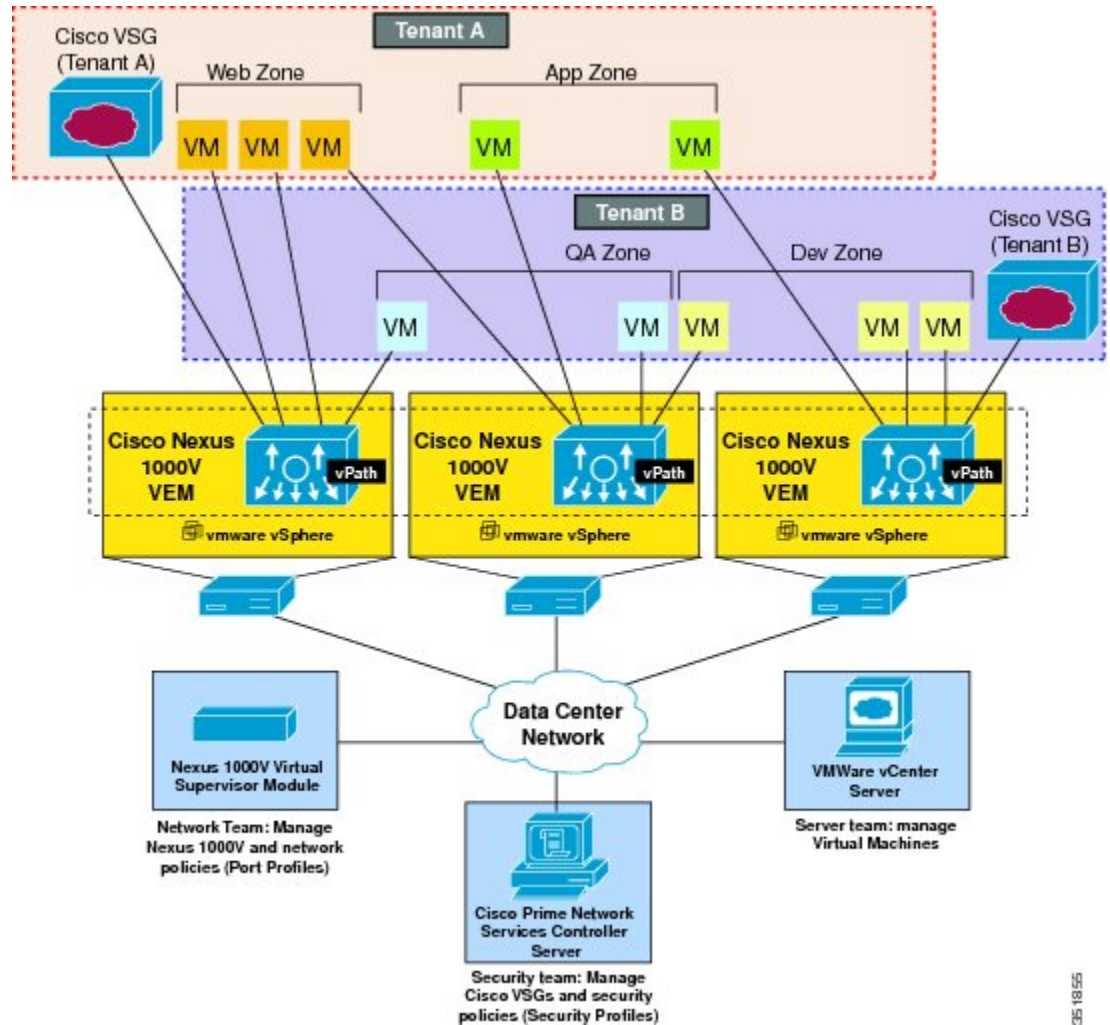 Tenant A
Cisco VSG
(Tenant A)
Web Zone
App Zone
VM
VM
VM
VM
VM
Tenant B
Cisco VSG
(Tenant B)
QA Zone
Dev Zone
VM
VM
VM
VM
VM
Cisco Nexus
1000V
VEM
vPath
vmware vSphere
Cisco Nexus
1000V
VEM
vPath
vmware vSphere
Cisco Nexus
1000V
VEM
vPath
vmware vSphere
Data Center
Network
Nexus 1000V Virtual
Supervisor Module
Network Team: Manage
Nexus 1000V and network
policies (Port Profiles)
VMWare vCenter
Server
Server team: manage
Virtual Machines
Cisco Prime Network
Services Controller
Server
Security team: Manage
Cisco VSGs and security
policies (Security Profiles)
351855